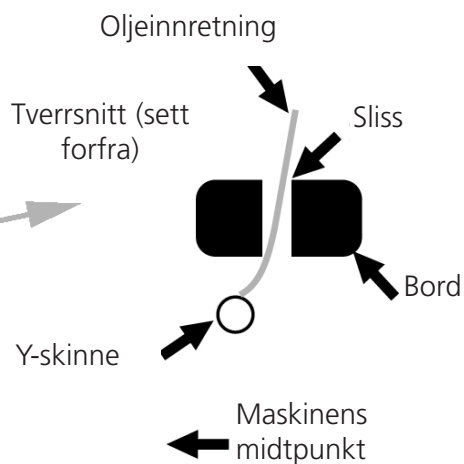 Oljeinnretning
Tverrsnitt (sett
forfra)
Sliss
Bord
Y-skinne
Maskinens
midtpunkt